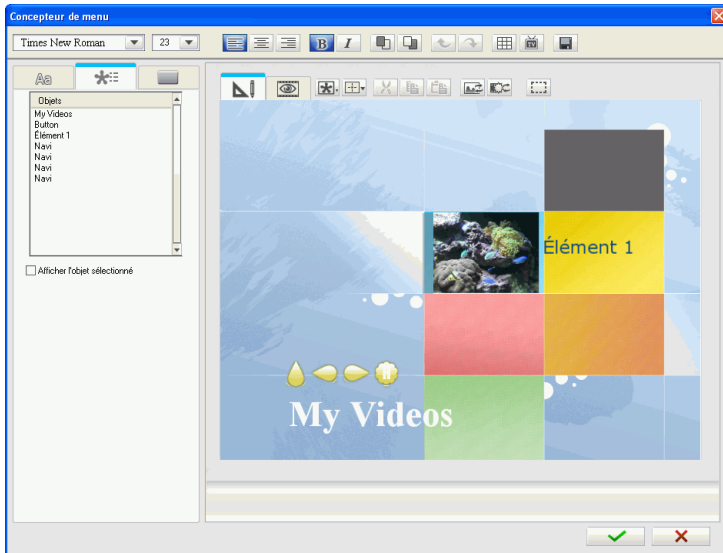 Concepteur de menu
Times New Roman
23
B
I
Aa
Objets
My Videos
Button
Élément 1
Navi
Navi
Navi
Navi
Afficher l'objet sélectionné
Élément 1
My Videos